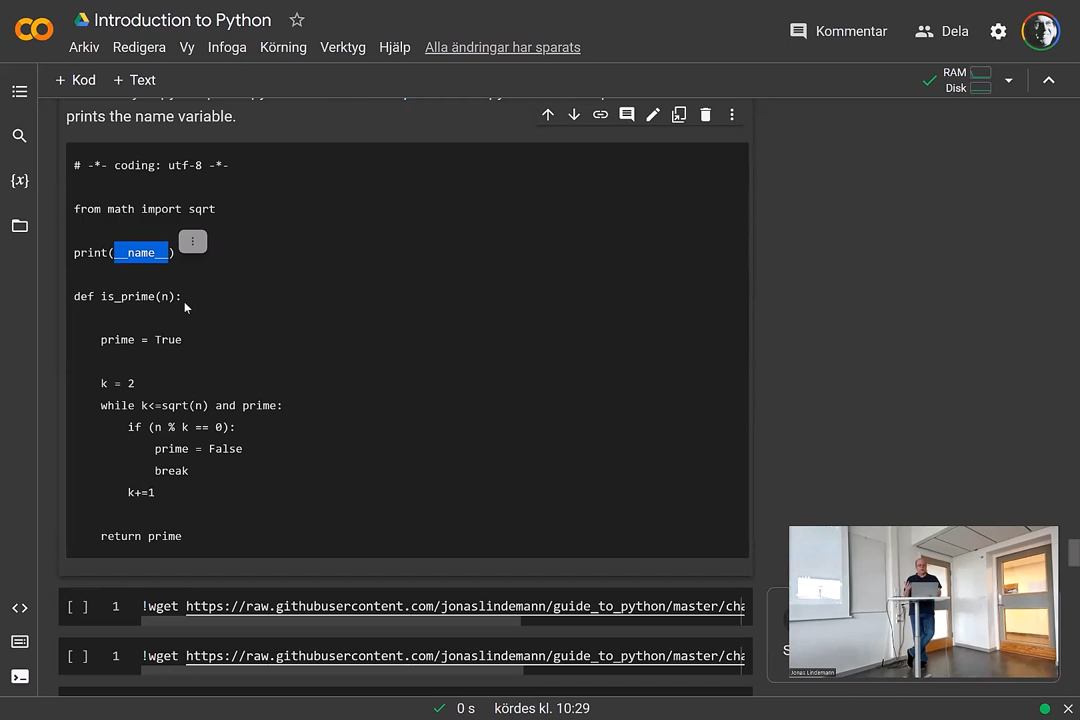 Introduction to Python
Arkiv Redigera Vy Infoga Körning Verktyg Hjälp Alla ändringar har sparats
Kommentar
Dela
+ Kod + Text
RAM
Disk
prints the name variable.
# -*- coding: utf-8 -*-
from math import sqrt
print(__name__)
def is_prime(n):
prime = True
k = 2
while k<=sqrt(n) and prime:
if (n % k == 0):
prime = False
break
k+=1
return prime
{x}
[ ] 1 !wget https://raw.githubusercontent.com/jonaslindemann/guide_to_python/master/cha
[ ] 1 !wget https://raw.githubusercontent.com/jonaslindemann/guide_to_python/master/cha
Jonas Lindemann
0 s kördes kl. 10:29